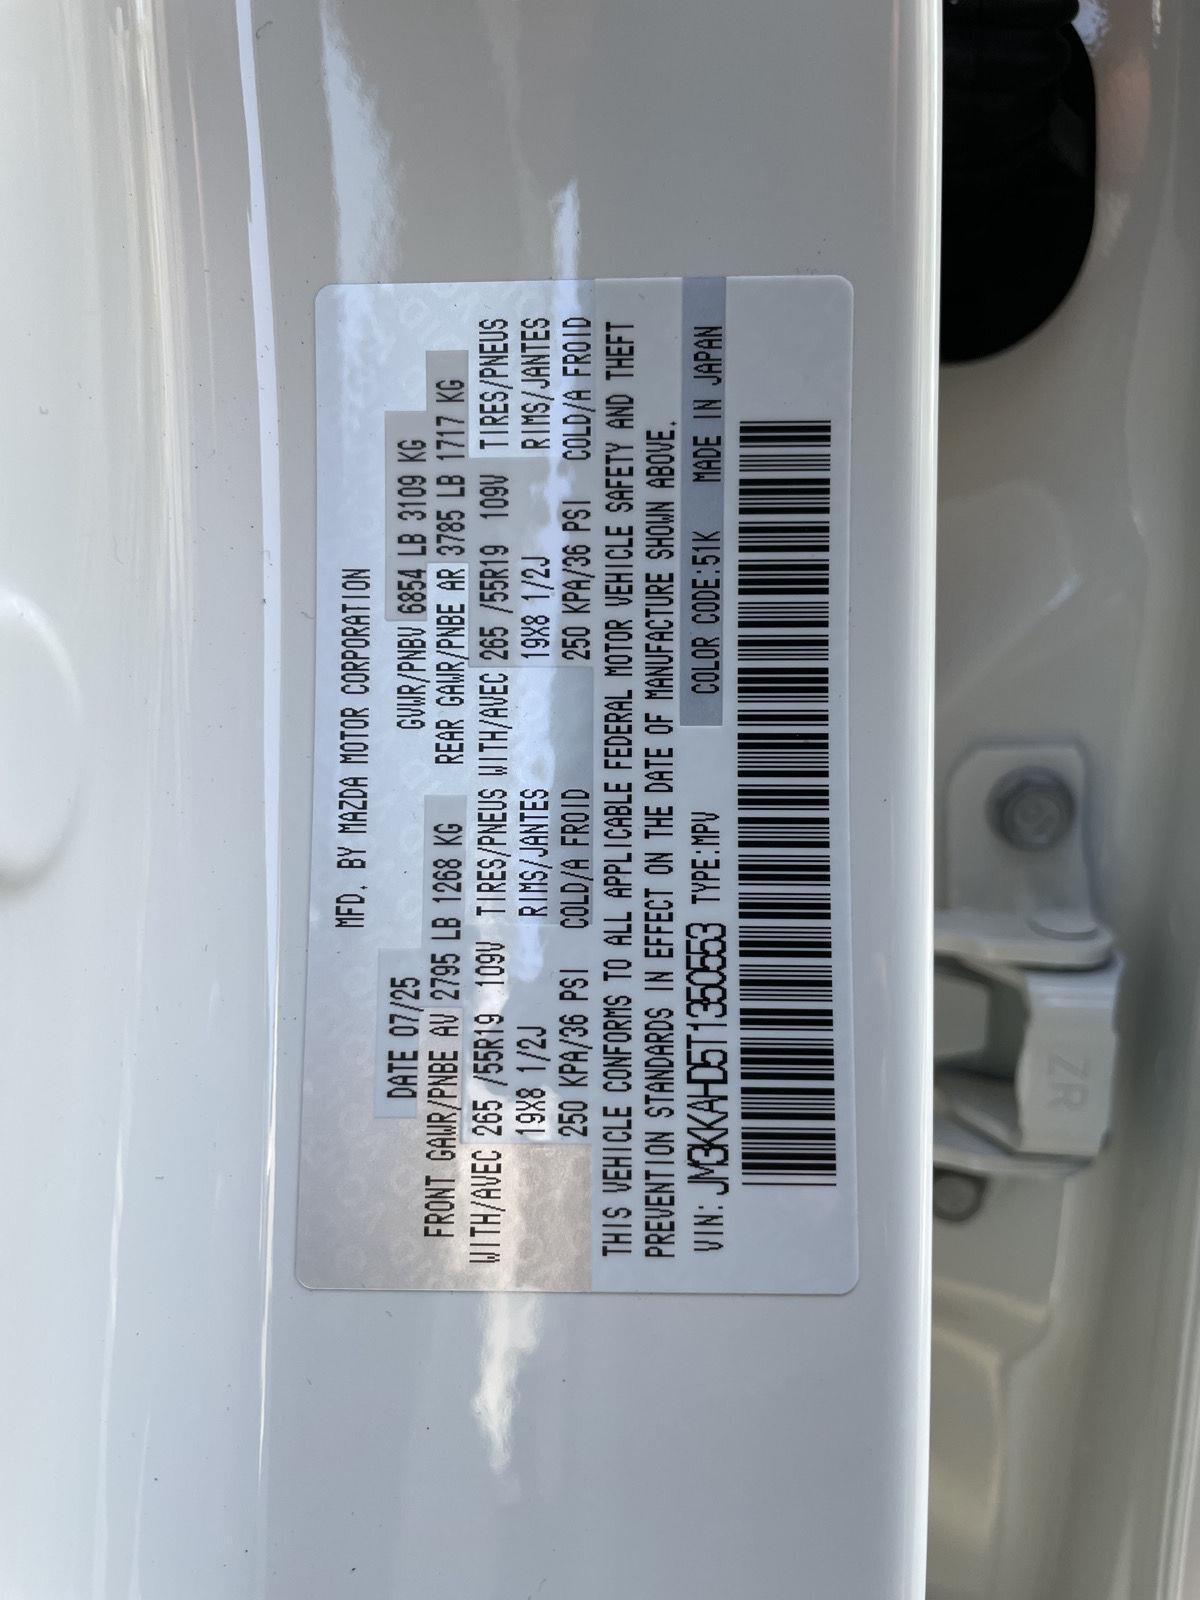 MFD. BY MAZDA MOTOR CORPORATION
DATE 07/25 GVWR/PNBV 6854 LB 3109 KG
FRONT GAWR/PNBE AV 2795 LB 1268 KG REAR GAWR/PNBE AR 3785 LB 1717 KG
WITH/AVEC 265 /55R19 109V TIRES/PNEUS WITH/AVEC 265 /55R19 109V TIRES/PNEUS
19X8 1/2J RIMS/JANTES 19X8 1/2J RIMS/JANTES
250 KPA/36 PSI COLD/A FROID 250 KPA/36 PSI COLD/A FROID
THIS VEHICLE CONFORMS TO ALL APPLICABLE FEDERAL MOTOR VEHICLE SAFETY AND THEFT
PREVENTION STANDARDS IN EFFECT ON THE DATE OF MANUFACTURE SHOWN ABOVE.
VIN: JM3KKAHD5T1350553 TYPE:MPV COLOR CODE:51K MADE IN JAPAN
ZR